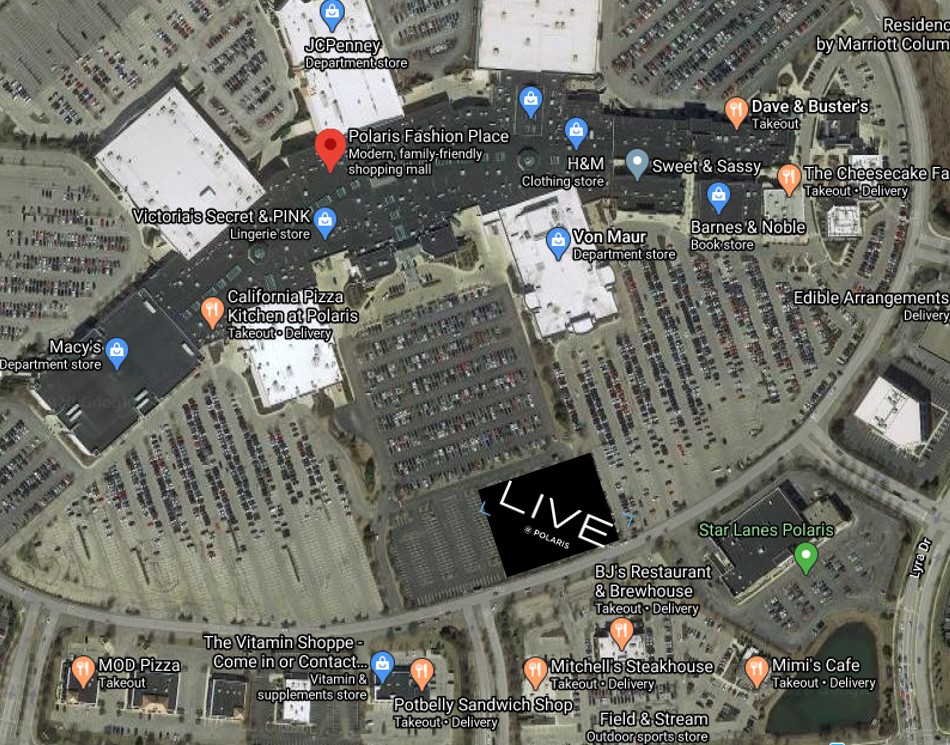 JCPenney
Department store
Residenc
by Marriott Colum
Dave & Buster's
Takeout
Polaris Fashion Place
Modern, family-friendly
shopping mall
H&M
Clothing store
Sweet & Sassy
The Cheesecake Fa
Takeout • Delivery
Victoria's Secret & PINK
Lingerie store
Barnes & Noble
Book store
Von Maur
Department store
California Pizza
Kitchen at Polaris
Takeout • Delivery
Edible Arrangements
Delivery
Macy's
Department store
LIVE
@ POLARIS
Star Lanes Polaris
Lyra Dr
BJ's Restaurant
& Brewhouse
Takeout • Delivery
The Vitamin Shoppe -
Come in or Contact...
Vitamin &
supplements store
MOD Pizza
Takeout
Mitchell's Steakhouse
Takeout • Delivery
Mimi's Cafe
Takeout • Delivery
Potbelly Sandwich Shop
Takeout • Delivery
Field & Stream
Outdoor sports store